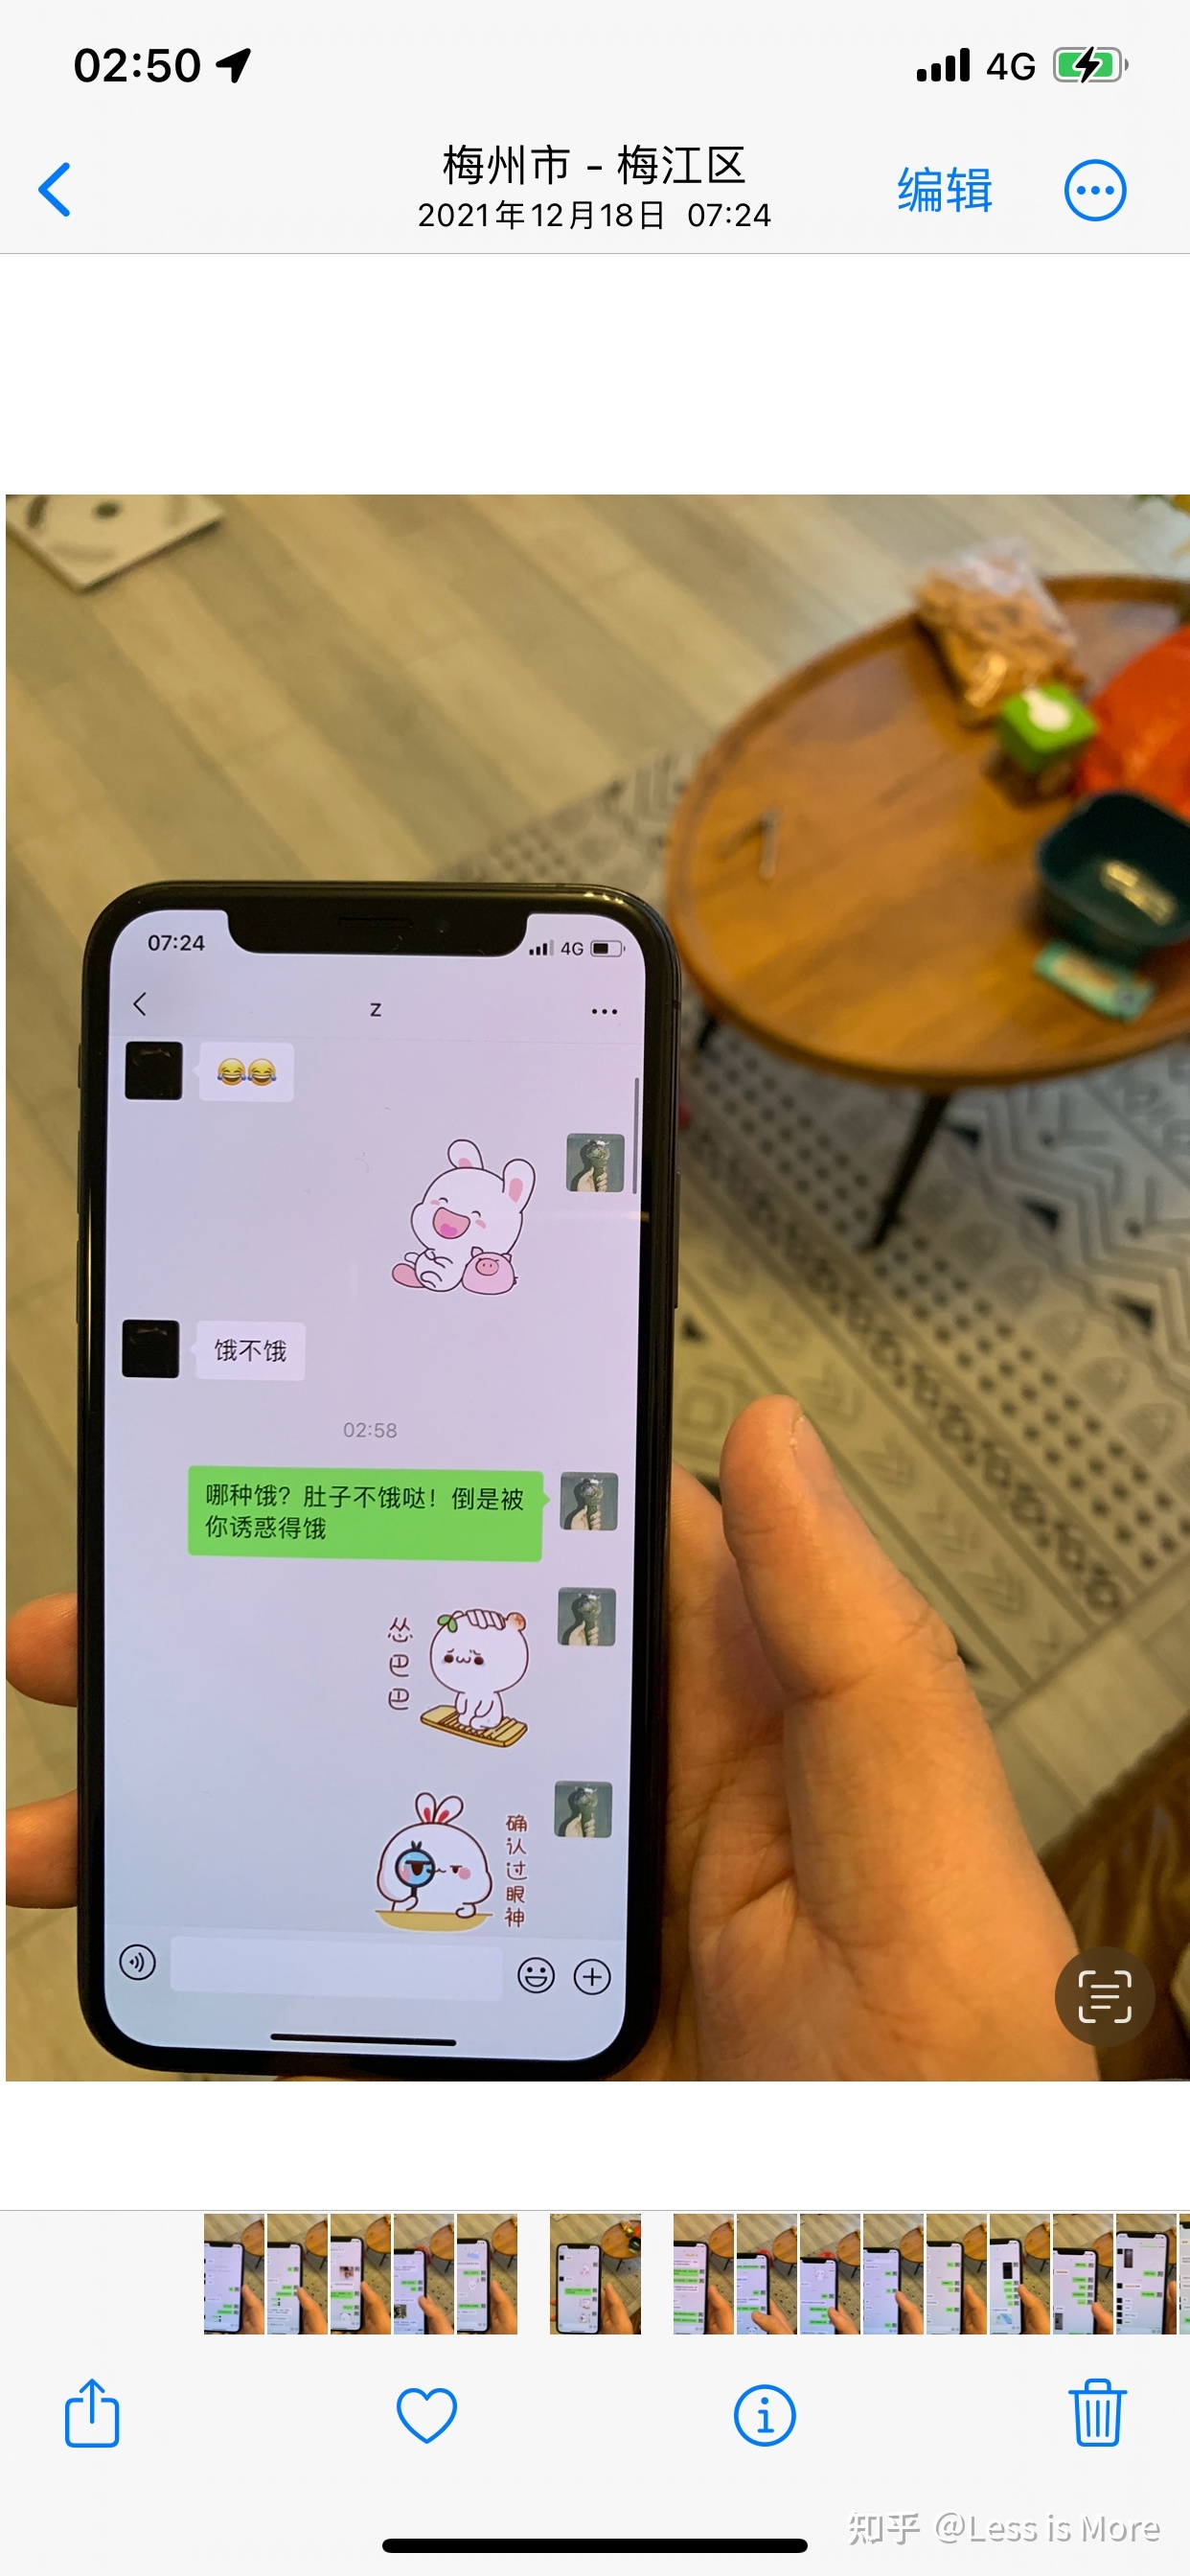 02:50
4G
梅州市 - 梅江区
2021年12月18日 07:24
编辑
07:24
4G
z
😂😂
饿不饿
02:58
哪种饿？肚子不饿哒！倒是被
你诱惑得饿
怂巴巴
确认过眼神
知乎 @Less is More